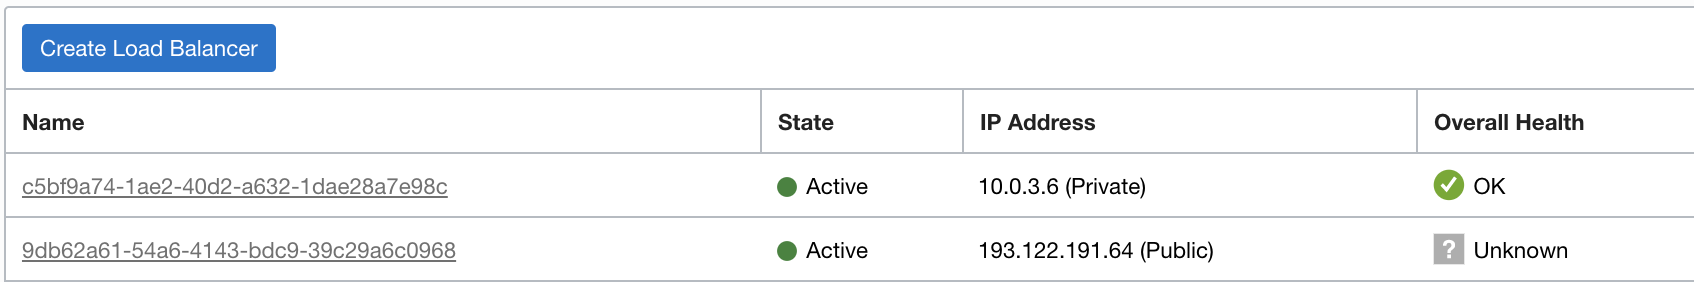 Create Load Balancer
Name State IP Address Overall Health
c5bf9a74-1ae2-40d2-a632-1dae28a7e98c Active 10.0.3.6 (Private) OK
9db62a61-54a6-4143-bdc9-39c29a6c0968 Active 193.122.191.64 (Public) ? Unknown